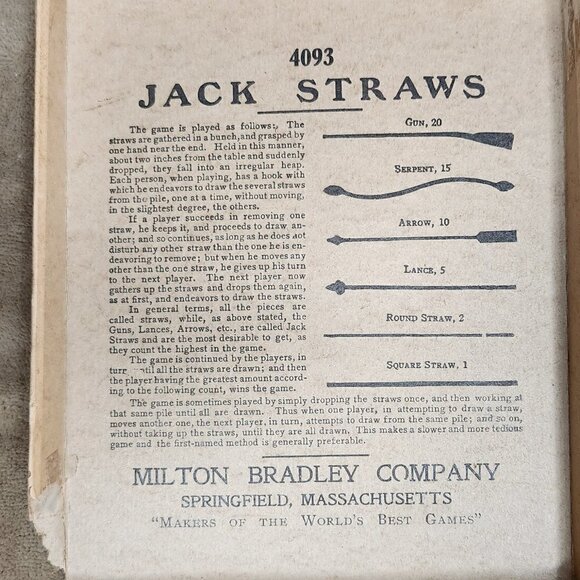 4093
JACK STRAWS
The game is played as follows: The
straws are gathered in a bunch, and grasped by
one hand near the end. Held in this manner,
about two inches from the table and suddenly
dropped, they fall into an irregular heap.
Each person, when playing, has a hook with
which he endeavors to draw the several straws
from the pile, one at a time, without moving,
in the slightest degree, the others.
If a player succeeds in removing one
straw, he keeps it, and proceeds to draw an-
other; and so continues, as long as he does not
disturb any other straw than the one he is en-
deavoring to remove; but when he moves any
other than the one straw, he gives up his turn
to the next player. The next player now
gathers up the straws and drops them again,
as at first, and endeavors to draw the straws.
In general terms, all the pieces are
called straws, while, as above stated, the
Guns, Lances, Arrows, etc., are called Jack
Straws and are the most desirable to get, as
they count the highest in the game.
The game is continued by the players, in
turn until all the straws are drawn; and then
the player having the greatest amount accord-
ing to the following count, wins the game.
GUN, 20
SERPENT, 15
ARROW, 10
LANCE, 5
ROUND STRAW, 2
SQUARE STRAW, 1
The game is sometimes played by simply dropping the straws once, and then working at
that same pile until all are drawn. Thus when one player, in attempting to draw a straw,
moves another one, the next player, in turn, attempts to draw from the same pile; and so on,
without taking up the straws, until they are all drawn. This makes a slower and more tedious
game and the first-named method is generally preferable.
MILTON BRADLEY COMPANY
SPRINGFIELD, MASSACHUSETTS
"MAKERS OF THE WORLD'S BEST GAMES"